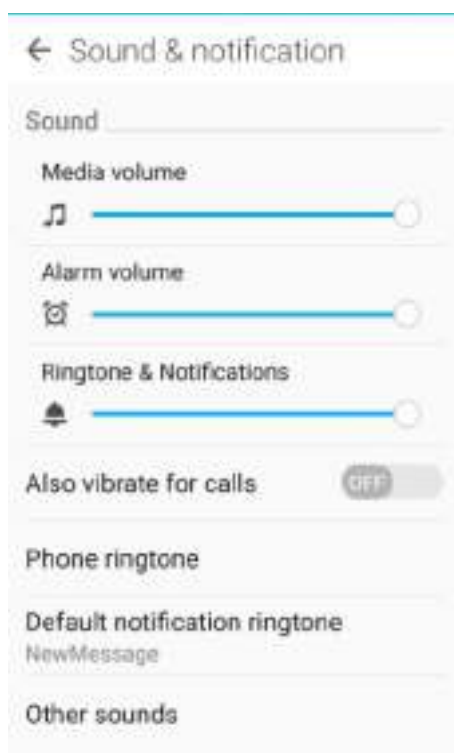 Sound & notification
Sound
Media volume
Alarm volume
Ringtone & Notifications
Also vibrate for calls OFF
Phone ringtone
Default notification ringtone
NewMessage
Other sounds